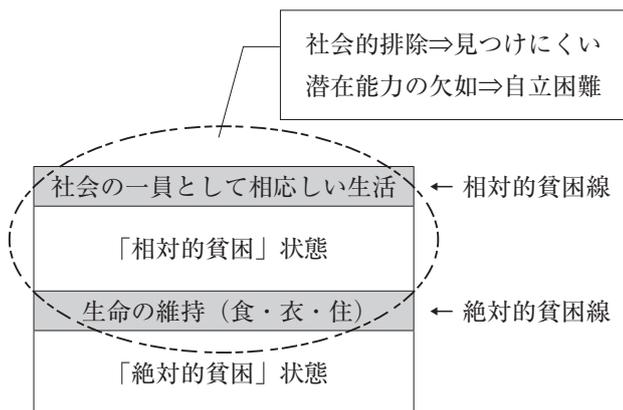 社会的排除⇒見つけにくい
潜在能力の欠如⇒自立困難
社会の一員として相応しい生活 ← 相対的貧困線
「相対的貧困」状態
生命の維持（食・衣・住） ← 絶対的貧困線
「絶対的貧困」状態